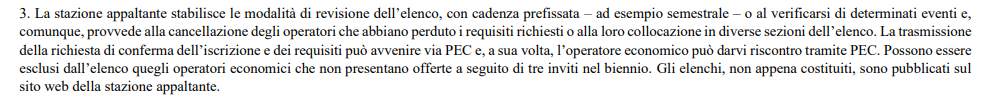 3. La stazione appaltante stabilisce le modalità di revisione dell’elenco, con cadenza prefissata – ad esempio semestrale – o al verificarsi di determinati eventi e,
comunque, provvede alla cancellazione degli operatori che abbiano perduto i requisiti richiesti o alla loro collocazione in diverse sezioni dell’elenco. La trasmissione
della richiesta di conferma dell’iscrizione e dei requisiti può avvenire via PEC e, a sua volta, l’operatore economico può darvi riscontro tramite PEC. Possono essere
esclusi dall’elenco quegli operatori economici che non presentano offerte a seguito di tre inviti nel biennio. Gli elenchi, non appena costituiti, sono pubblicati sul
sito web della stazione appaltante.